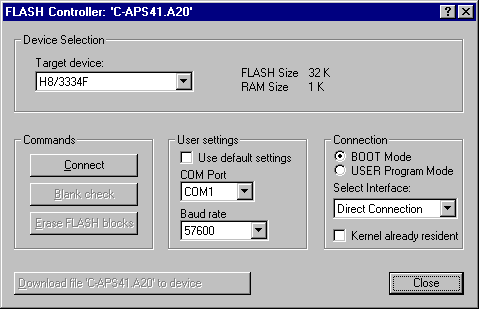 FLASH Controller: 'C-APS41.A20'
Device Selection
Target device:
H8/3334F
FLASH Size 32 K
RAM Size 1 K
Commands
Connect
Blank check
Erase FLASH blocks
User settings
Use default settings
COM Port
COM1
Baud rate
57600
Connection
BOOT Mode
USER Program Mode
Select Interface:
Direct Connection
Kernel already resident
Download file 'C-APS41.A20' to device
Close